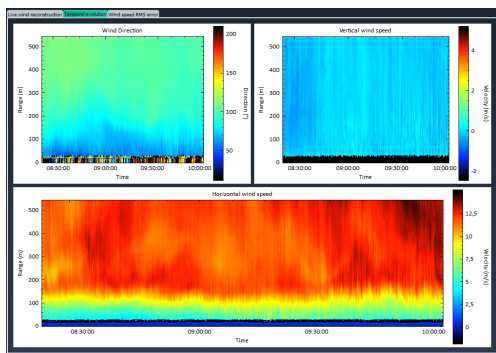 Live wind reconstruction Temporal evolution Wind speed RMS error
Wind Direction
Range (m)
500
400
300
200
100
0
08:30:00 09:00:00 09:30:00 10:00:00
Time
200
150
100
50
Direction [°]
Vertical wind speed
Range (m)
500
400
300
200
100
0
08:30:00 09:00:00 09:30:00 10:00:00
Time
4
2
0
-2
Velocity (m/s)
Horizontal wind speed
Range (m)
500
400
300
200
100
0
08:30:00 09:00:00 09:30:00 10:00:00
Time
12,5
10
7,5
5
2,5
0
Velocity (m/s)